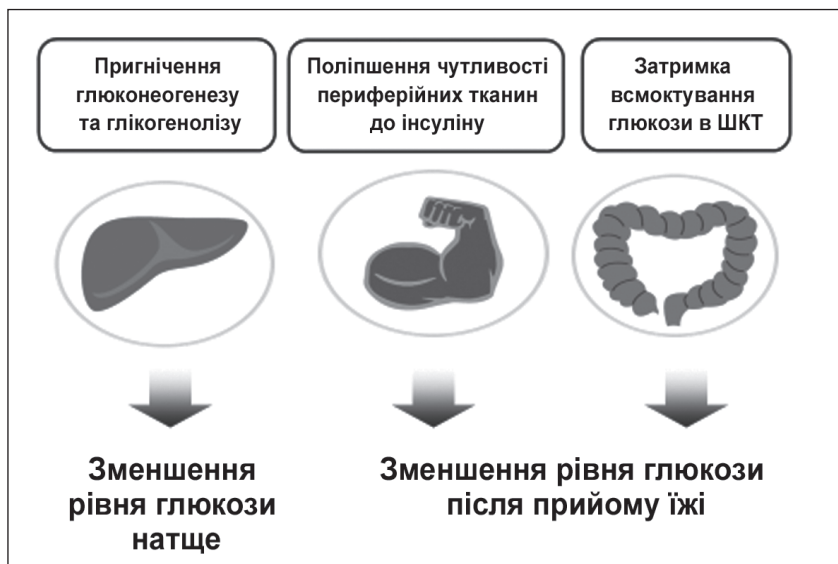 Пригнічення
глюконеогенезу
та глікогенолізу
Поліпшення чутливості
периферійних тканин
до інсуліну
Затримка
всмоктування
глюкози в ШКТ
Зменшення
рівня глюкози
натще
Зменшення рівня глюкози
після прийому їжі